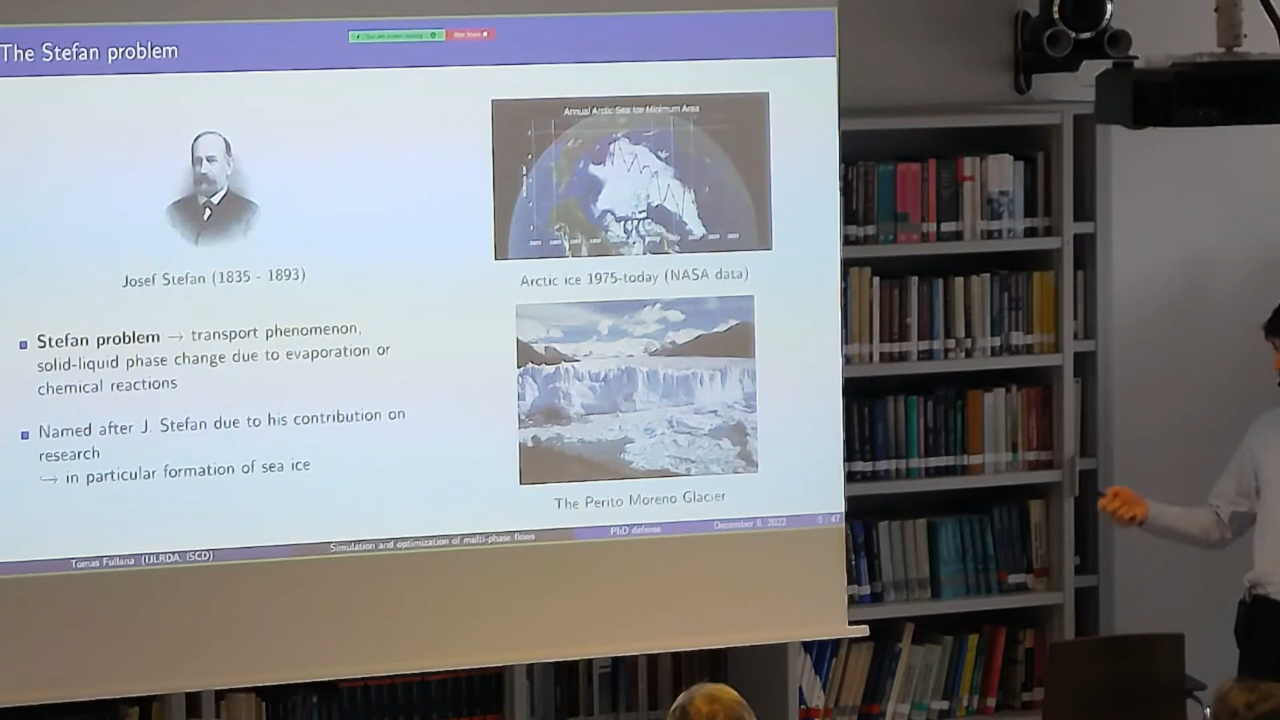 The Stefan problem
Annual Arctic Sea Ice Minimum Area
Josef Stefan (1835 - 1893)
Arctic ice 1975-today (NASA data)
Stefan problem → transport phenomenon,
solid-liquid phase change due to evaporation or
chemical reactions
Named after J. Stefan due to his contribution on
research
↪ in particular formation of sea ice
The Perito Moreno Glacier
Tomas Fullana (IJLRDA, ISCD)
Simulation and optimization of multi-phase flows
PhD defense
December 8, 2022
5 / 47